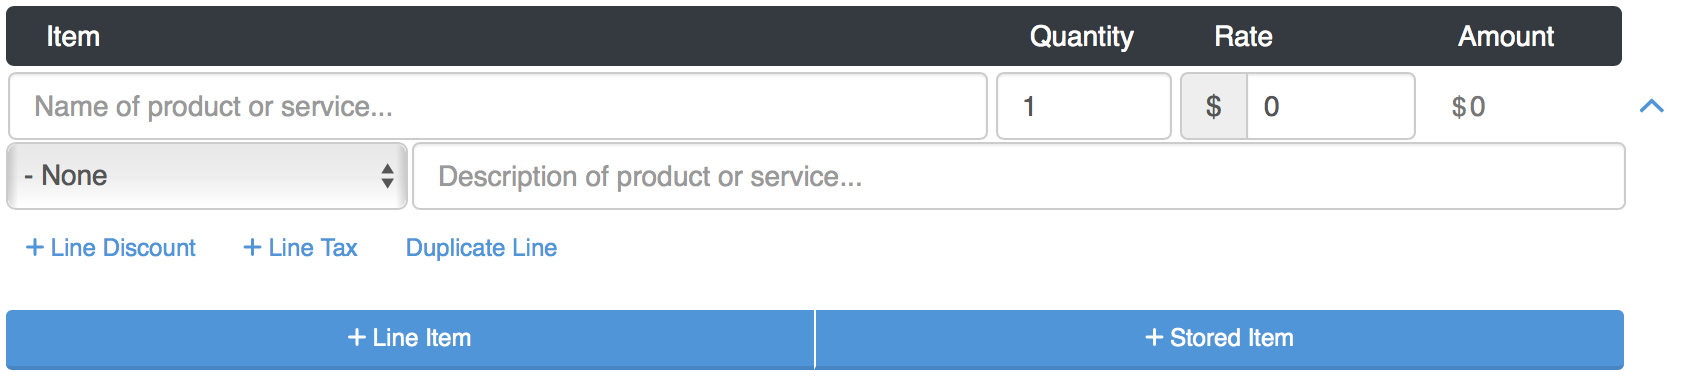 Item Quantity Rate Amount
Name of product or service... 1 $ 0 $0
- None Description of product or service...
+ Line Discount + Line Tax Duplicate Line
+ Line Item + Stored Item